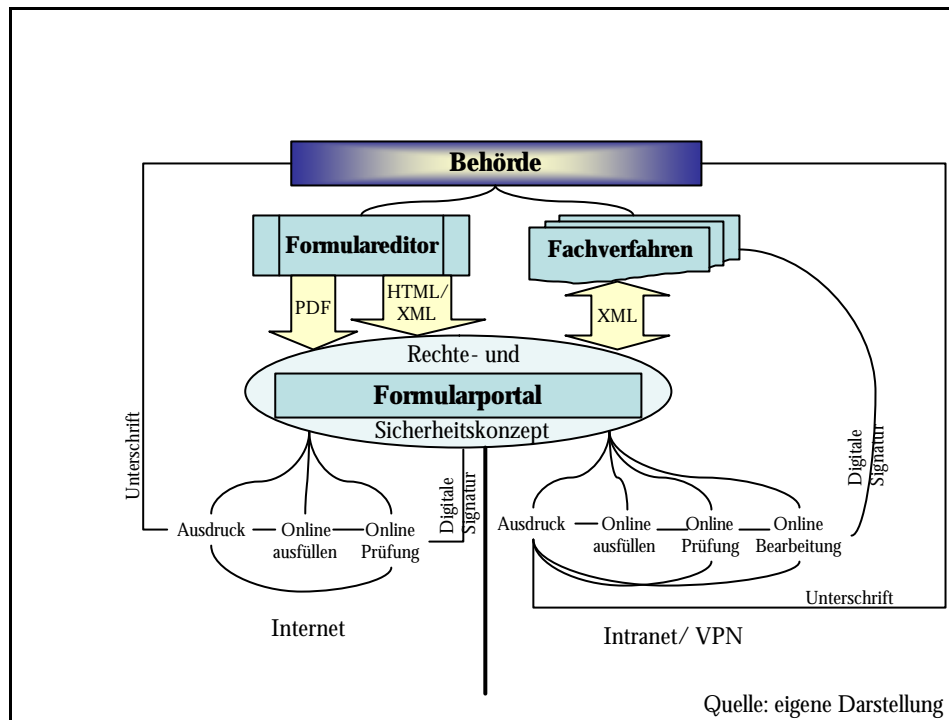 Behörde
Formulareditor
Fachverfahren
PDF
HTML/
XML
XML
Rechte- und
Formularportal
Sicherheitskonzept
Unterschrift
Digitale
Signatur
Digitale
Signatur
Ausdruck
Online
ausfüllen
Online
Prüfung
Ausdruck
Online
ausfüllen
Online
Prüfung
Online
Bearbeitung
Unterschrift
Internet
Intranet/ VPN
Quelle: eigene Darstellung